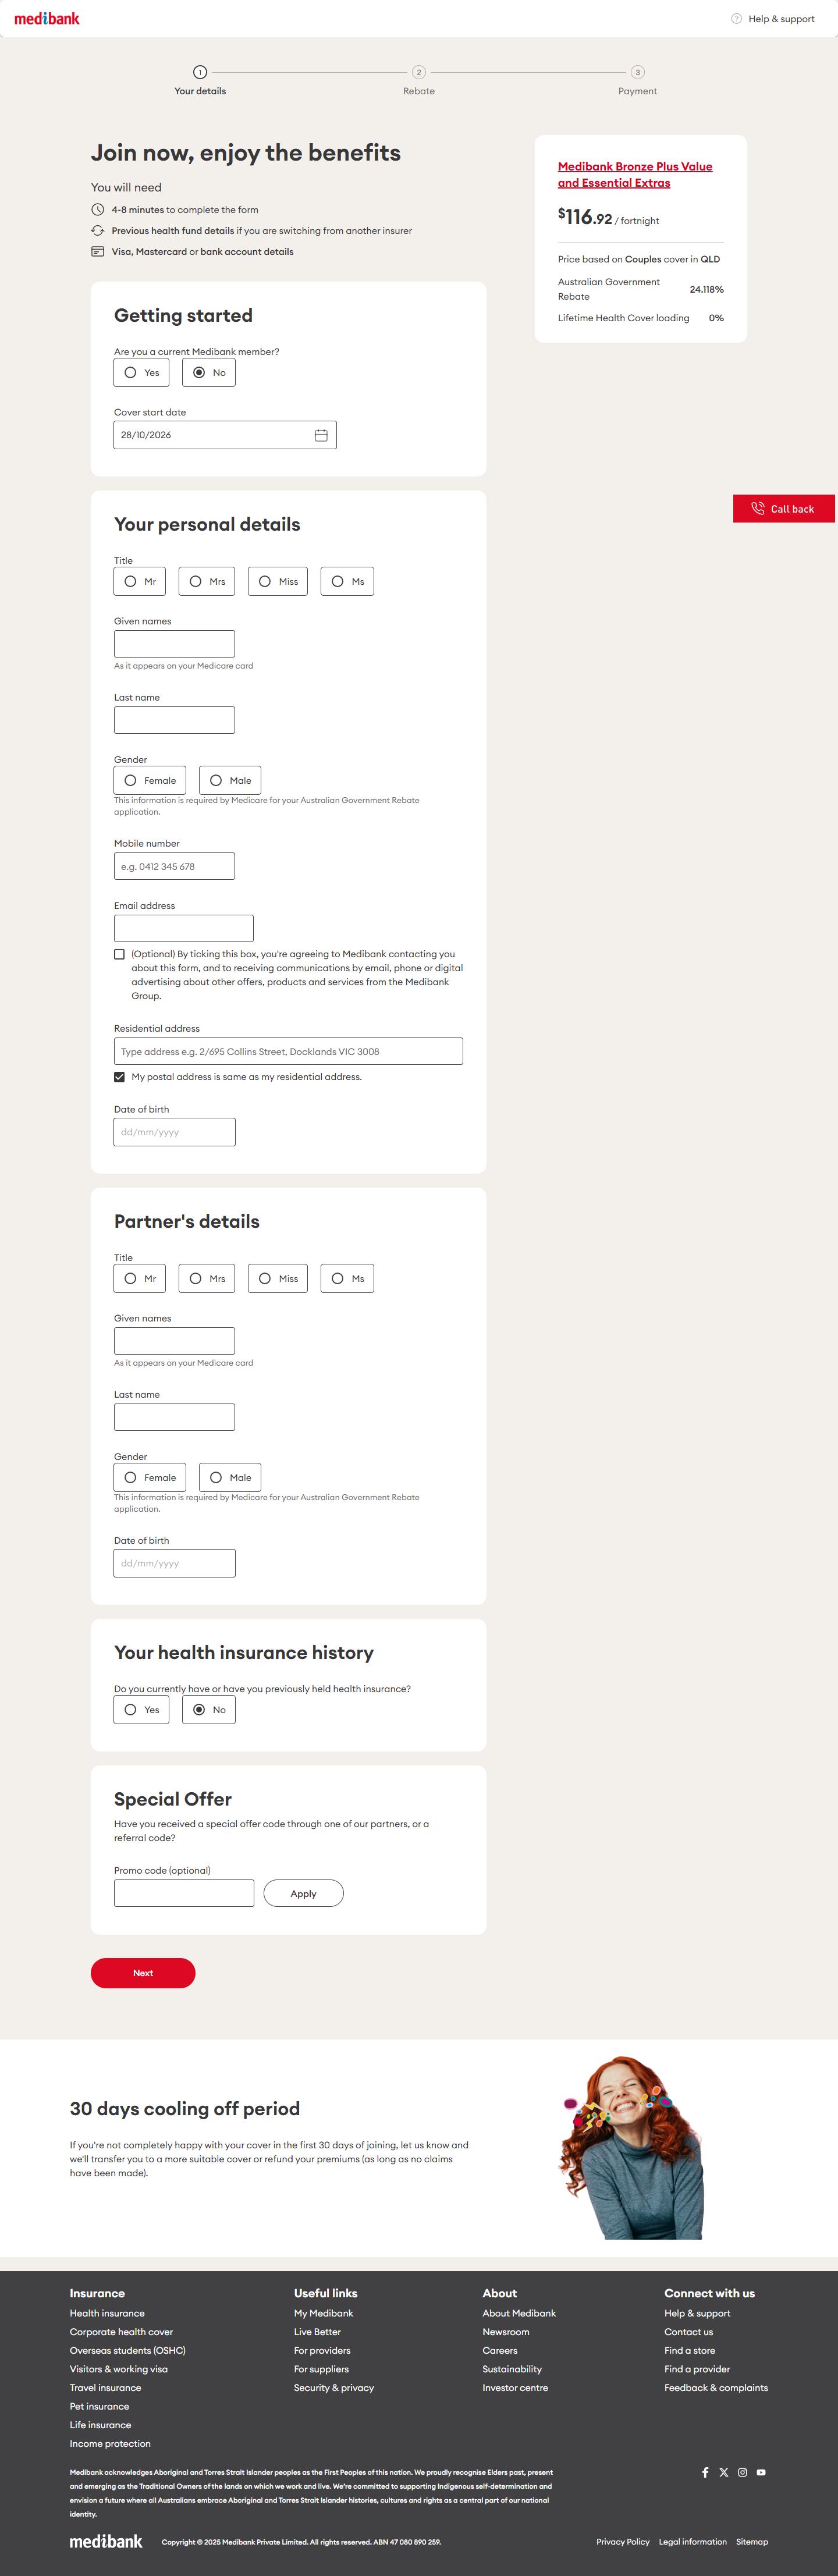 medibank
Help & support
1
2
3
Your details
Rebate
Payment
Join now, enjoy the benefits
You will need
4-8 minutes to complete the form
Previous health fund details if you are switching from another insurer
Visa, Mastercard or bank account details
Medibank Bronze Plus Value
and Essential Extras
$116.92 / fortnight
Price based on Couples cover in QLD
Australian Government
Rebate
24.118%
Lifetime Health Cover loading 0%
Getting started
Are you a current Medibank member?
Yes
No
Cover start date
28/10/2026
Call back
Your personal details
Title
Mr
Mrs
Miss
Ms
Given names
As it appears on your Medicare card
Last name
Gender
Female
Male
This information is required by Medicare for your Australian Government Rebate
application.
Mobile number
e.g. 0412 345 678
Email address
(Optional) By ticking this box, you're agreeing to Medibank contacting you
about this form, and to receiving communications by email, phone or digital
advertising about other offers, products and services from the Medibank
Group.
Residential address
Type address e.g. 2/695 Collins Street, Docklands VIC 3008
My postal address is same as my residential address.
Date of birth
dd/mm/yyyy
Partner's details
Title
Mr
Mrs
Miss
Ms
Given names
As it appears on your Medicare card
Last name
Gender
Female
Male
This information is required by Medicare for your Australian Government Rebate
application.
Date of birth
dd/mm/yyyy
Your health insurance history
Do you currently have or have you previously held health insurance?
Yes
No
Special Offer
Have you received a special offer code through one of our partners, or a
referral code?
Promo code (optional)
Apply
Next
30 days cooling off period
If you're not completely happy with your cover in the first 30 days of joining, let us know and
we'll transfer you to a more suitable cover or refund your premiums (as long as no claims
have been made).
Insurance
Health insurance
Corporate health cover
Overseas students (OSHC)
Visitors & working visa
Travel insurance
Pet insurance
Life insurance
Income protection
Useful links
My Medibank
Live Better
For providers
For suppliers
Security & privacy
About
About Medibank
Newsroom
Careers
Sustainability
Investor centre
Connect with us
Help & support
Contact us
Find a store
Find a provider
Feedback & complaints
Medibank acknowledges Aboriginal and Torres Strait Islander peoples as the First Peoples of this nation. We proudly recognise Elders past, present
and emerging as the Traditional Owners of the lands on which we work and live. We're committed to supporting Indigenous self-determination and
envision a future where all Australians embrace Aboriginal and Torres Strait Islander histories, cultures and rights as a central part of our national
identity.
medibank
Copyright © 2025 Medibank Private Limited. All rights reserved. ABN 47 080 890 259.
Privacy Policy
Legal information
Sitemap